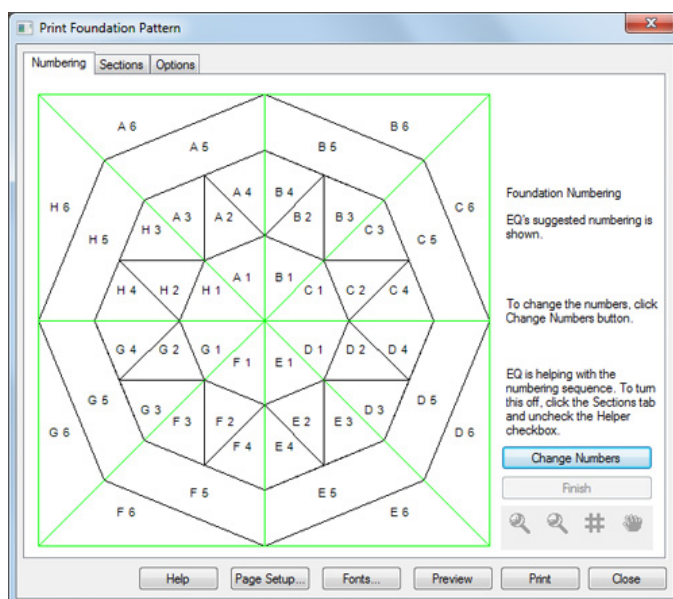 Print Foundation Pattern
Numbering Sections Options
A 6 B 6
A 5 B 5
A 4 B 4
H 6 A 3 A 2 B 2 B 3 C 6
H 5 H 3 C 3 C 5
A 1 B 1
H 4 H 2 H 1 C 1 C 2 C 4
G 4 G 2 G 1 D 1 D 2 D 4
F 1 E 1
G 5 G 3 D 3 D 5
G 6 F 3 F 2 E 2 E 3 D 6
F 4 E 4
F 5 E 5
F 6 E 6
Foundation Numbering
EQ's suggested numbering is
shown.
To change the numbers, click
Change Numbers button.
EQ is helping with the
numbering sequence. To turn
this off, click the Sections tab
and uncheck the Helper
checkbox.
Change Numbers
Finish
Help Page Setup... Fonts... Preview Print Close